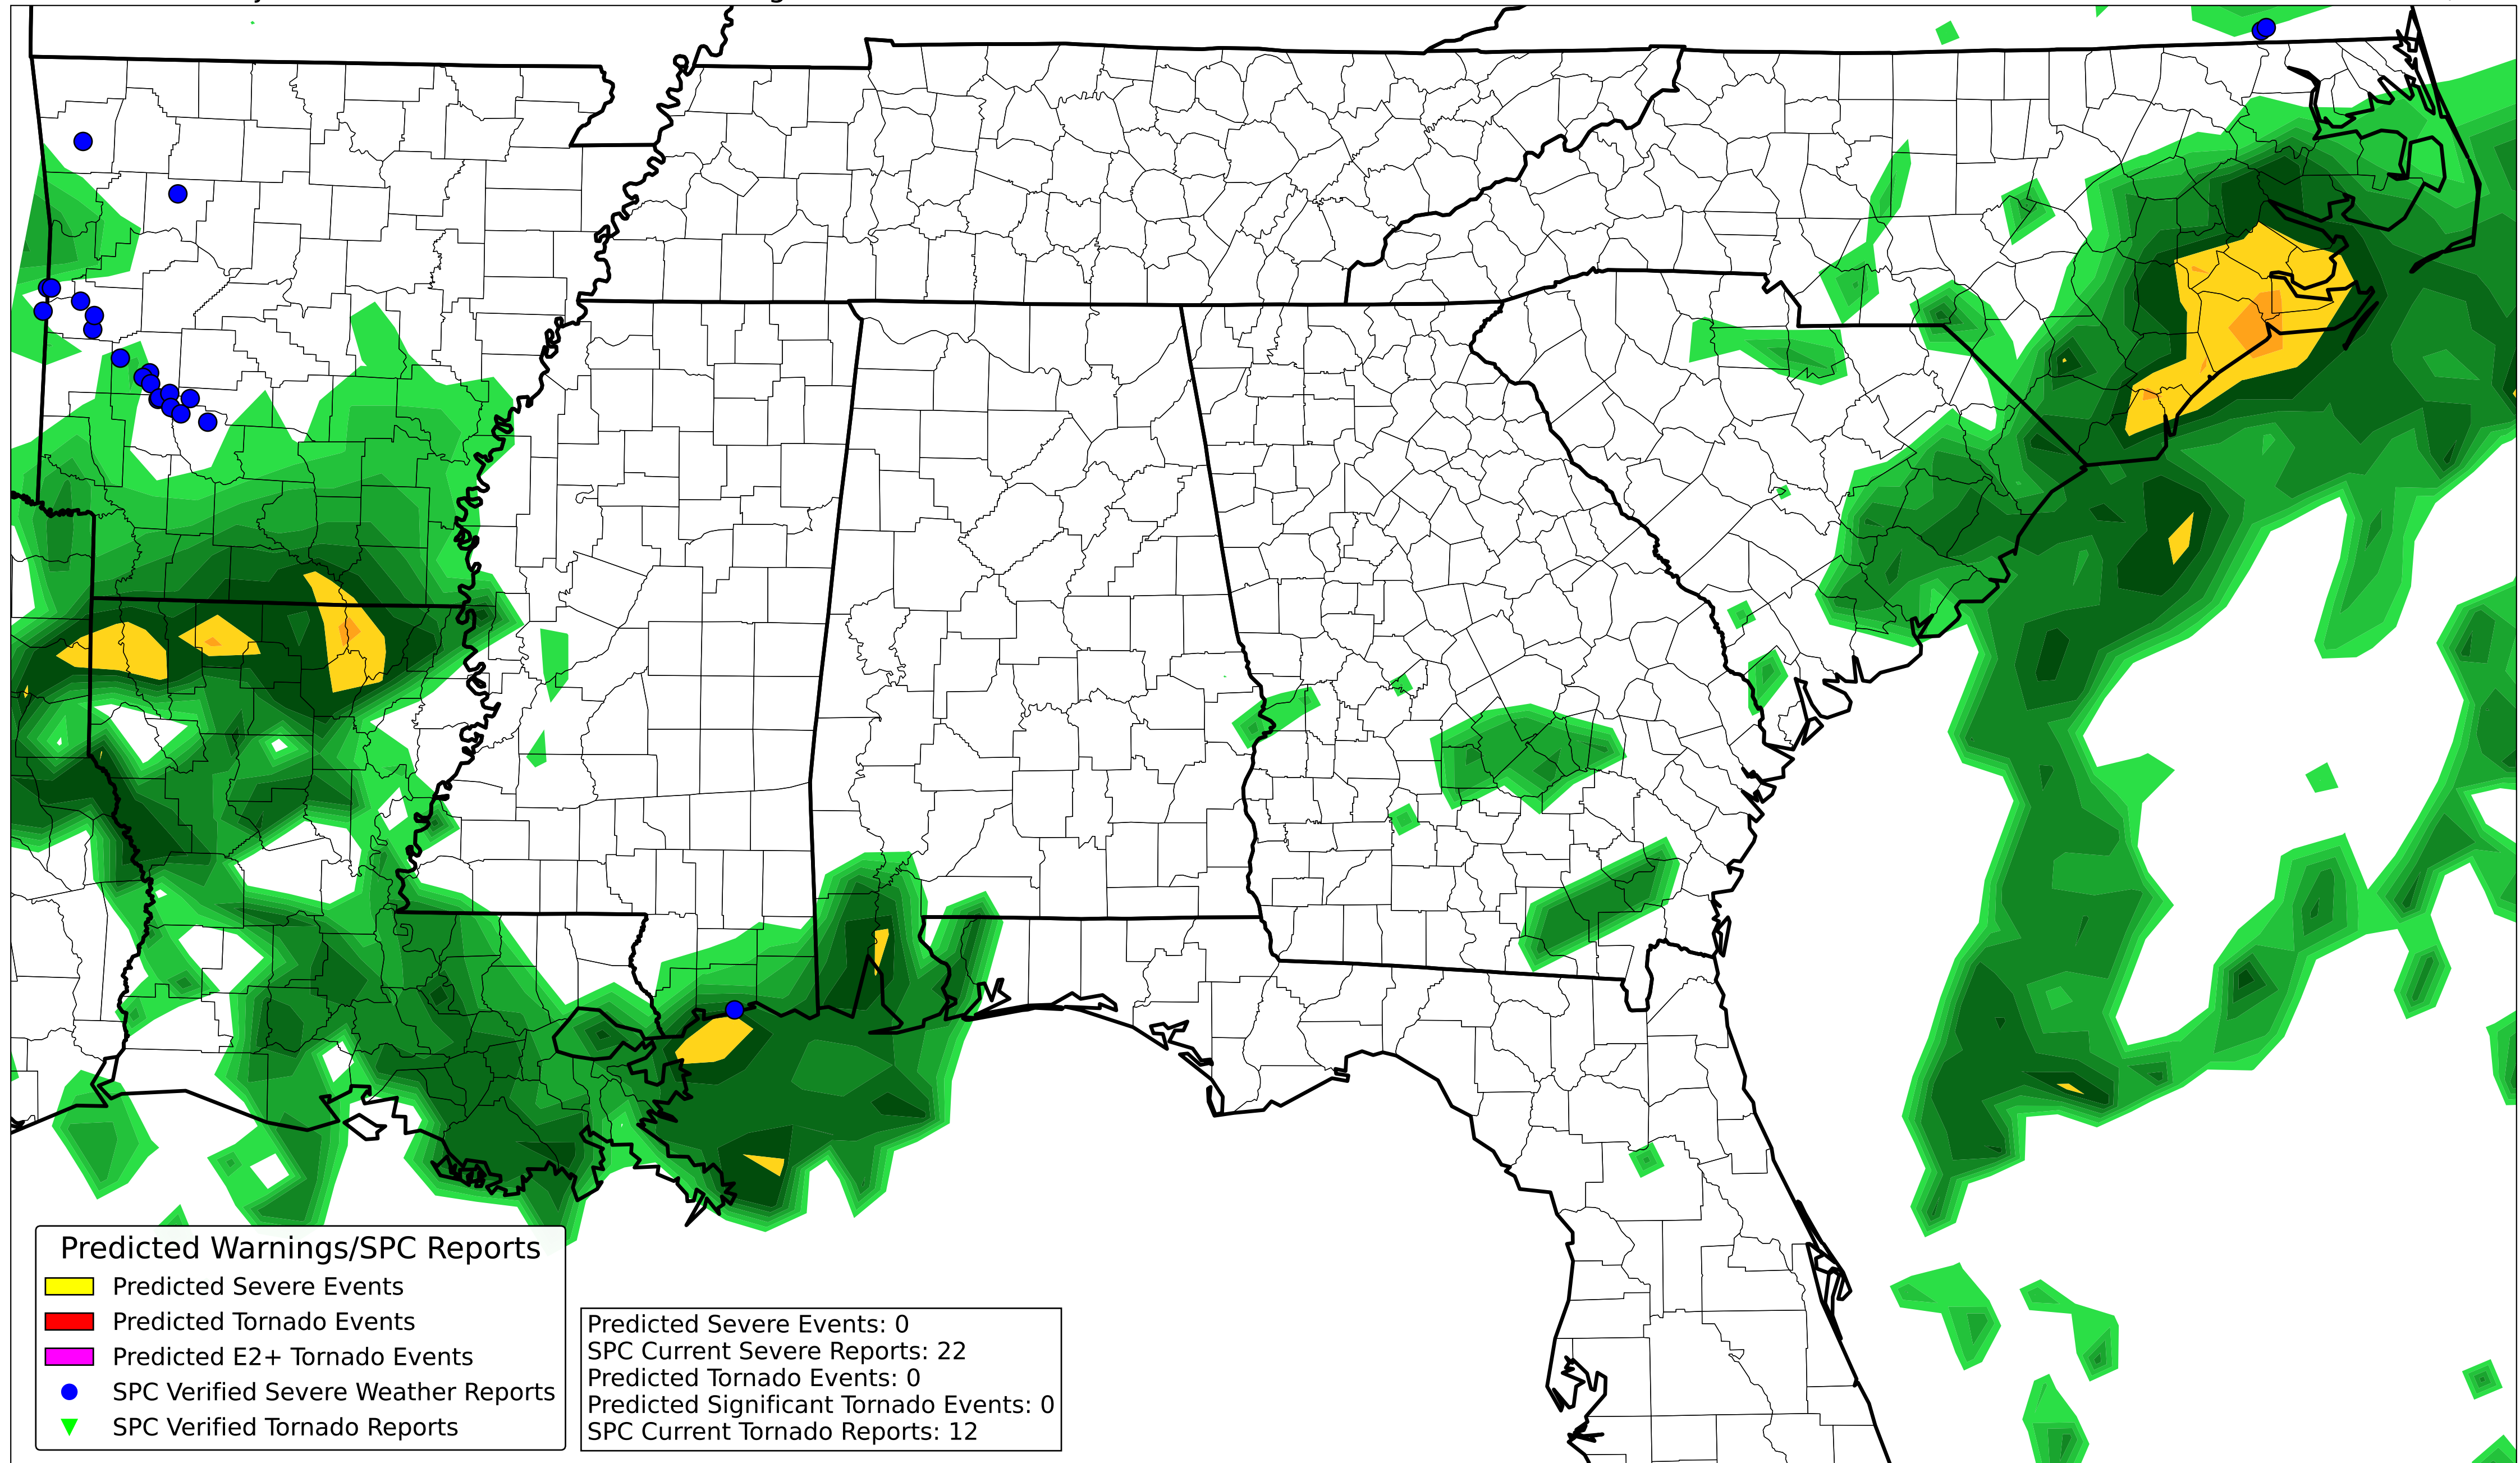 Predicted Warnings/SPC Reports
Predicted Severe Events
Predicted Tornado Events
Predicted E2+ Tornado Events
SPC Verified Severe Weather Reports
SPC Verified Tornado Reports
Predicted Severe Events: 0
SPC Current Severe Reports: 22
Predicted Tornado Events: 0
Predicted Significant Tornado Events: 0
SPC Current Tornado Reports: 12